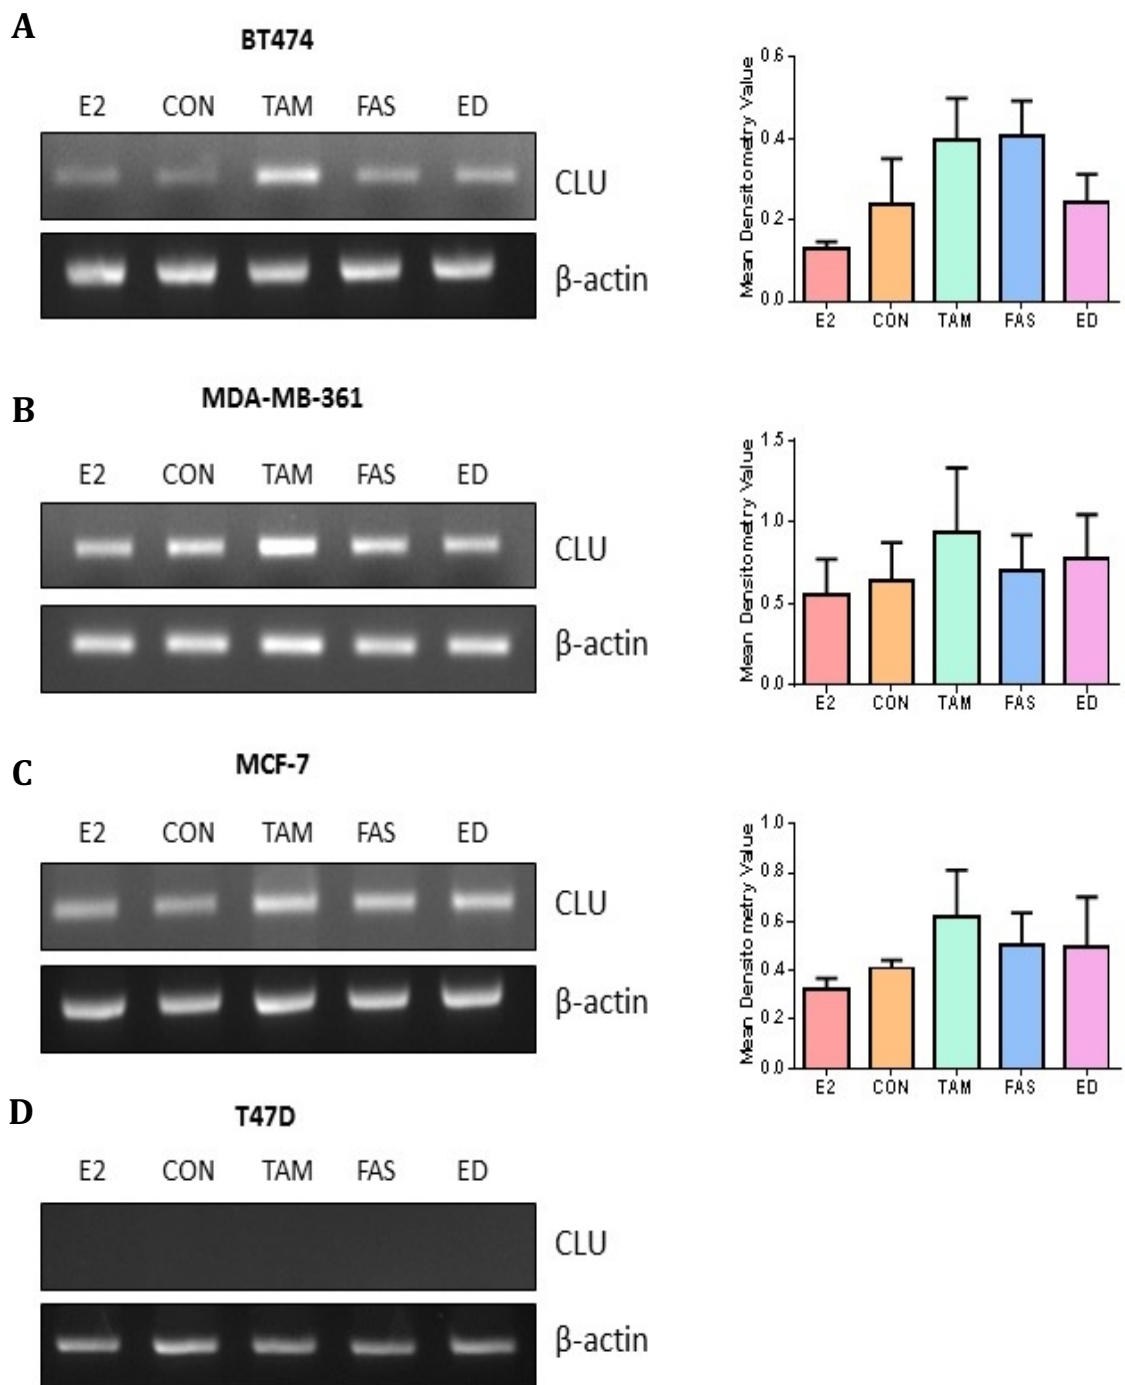 A
BT474
E2 CON TAM FAS ED
CLU
β-actin
Mean Densitometry Value
0.6
0.4
0.2
0.0
E2 CON TAM FAS ED
B
MDA-MB-361
E2 CON TAM FAS ED
CLU
β-actin
Mean Densitometry Value
1.5
1.0
0.5
0.0
E2 CON TAM FAS ED
C
MCF-7
E2 CON TAM FAS ED
CLU
β-actin
Mean Densitometry Value
1.0
0.8
0.6
0.4
0.2
0.0
E2 CON TAM FAS ED
D
T47D
E2 CON TAM FAS ED
CLU
β-actin